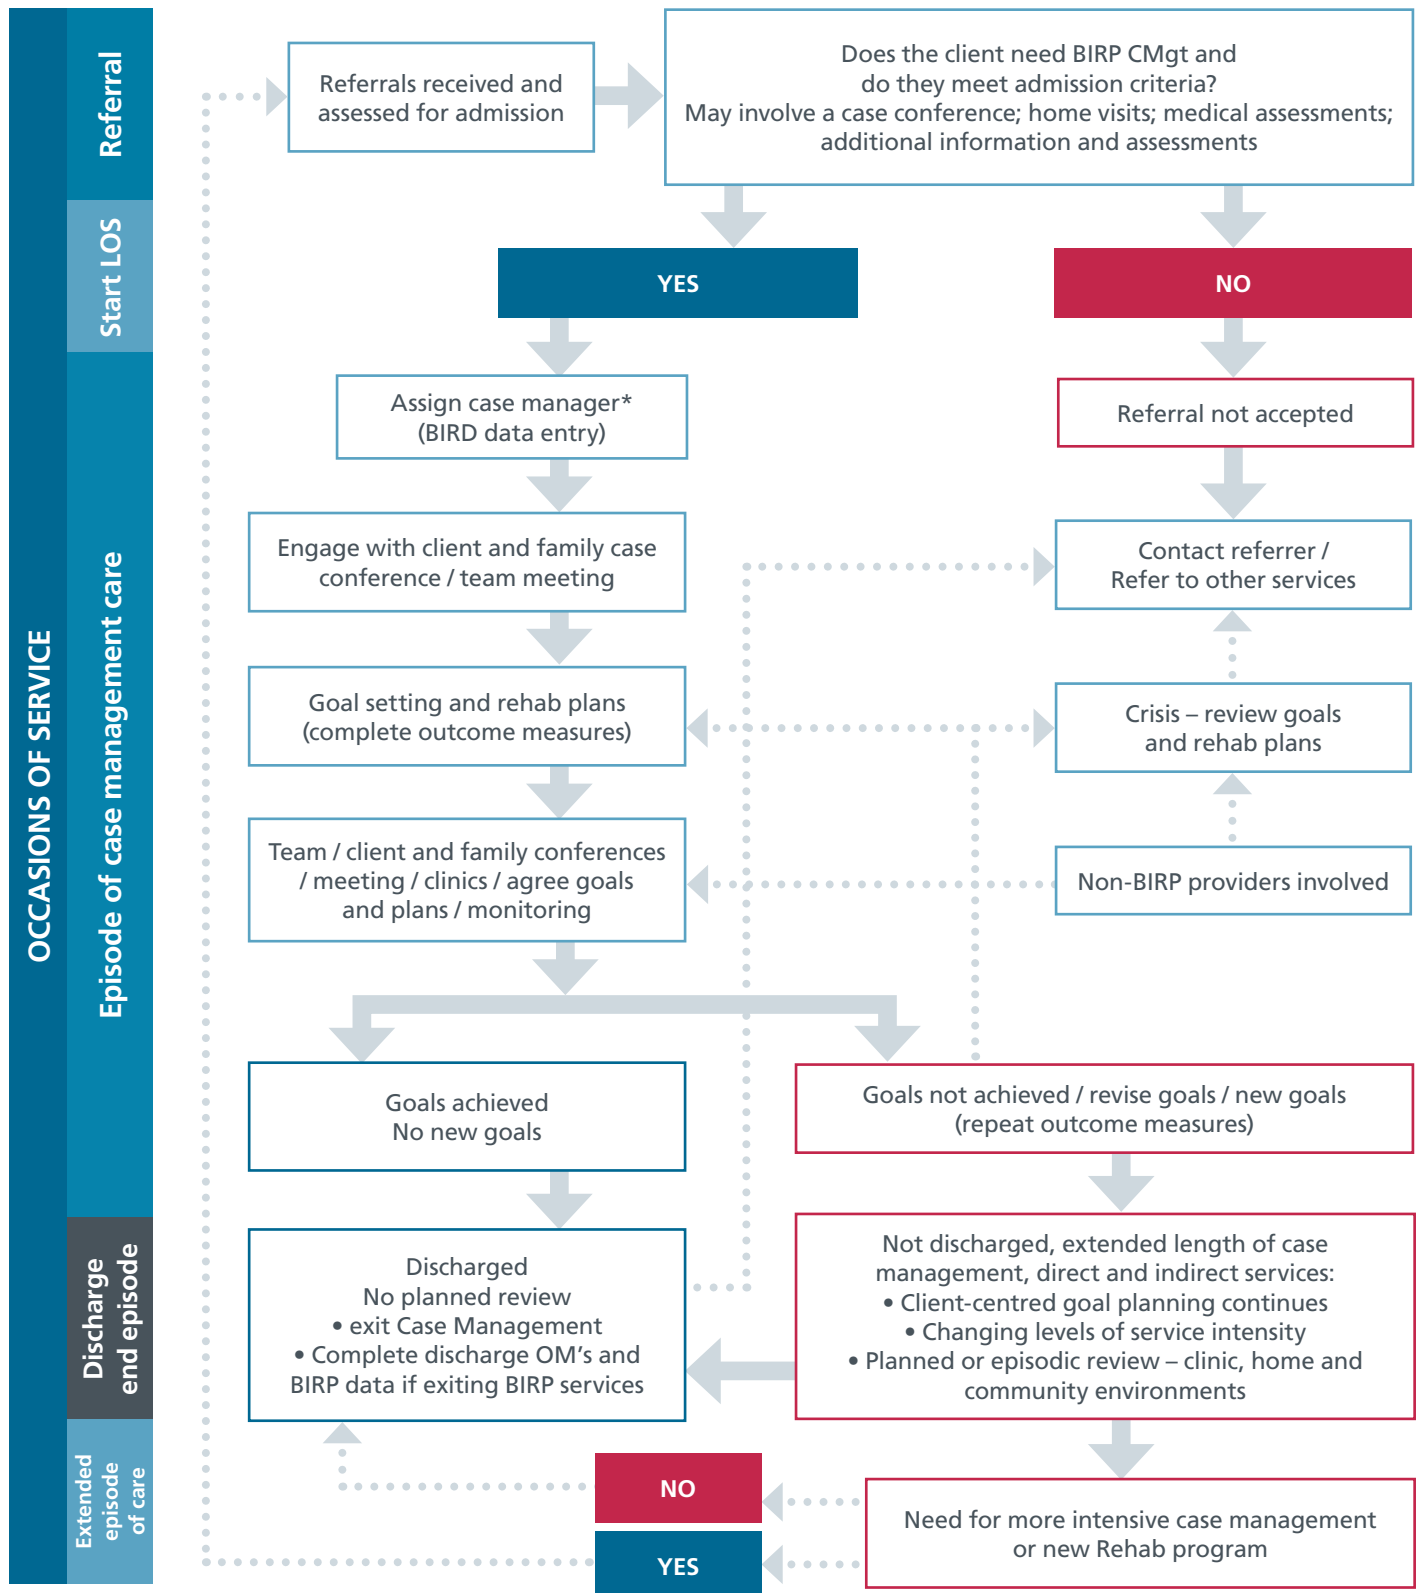 OCCASIONS OF SERVICE
Referral
Start LOS
Episode of case management care
Discharge
end episode
Extended
episode
of care
Referrals received and
assessed for admission
Does the client need BIRP CMgt and
do they meet admission criteria?
May involve a case conference; home visits; medical assessments;
additional information and assessments
YES
NO
Assign case manager*
(BIRD data entry)
Referral not accepted
Engage with client and family case
conference / team meeting
Contact referrer /
Refer to other services
Goal setting and rehab plans
(complete outcome measures)
Crisis – review goals
and rehab plans
Team / client and family conferences
/ meeting / clinics / agree goals
and plans / monitoring
Non-BIRP providers involved
Goals achieved
No new goals
Goals not achieved / revise goals / new goals
(repeat outcome measures)
Discharged
No planned review
• exit Case Management
• Complete discharge OM's and
BIRP data if exiting BIRP services
Not discharged, extended length of case
management, direct and indirect services:
• Client-centred goal planning continues
• Changing levels of service intensity
• Planned or episodic review – clinic, home and
community environments
NO
YES
Need for more intensive case management
or new Rehab program